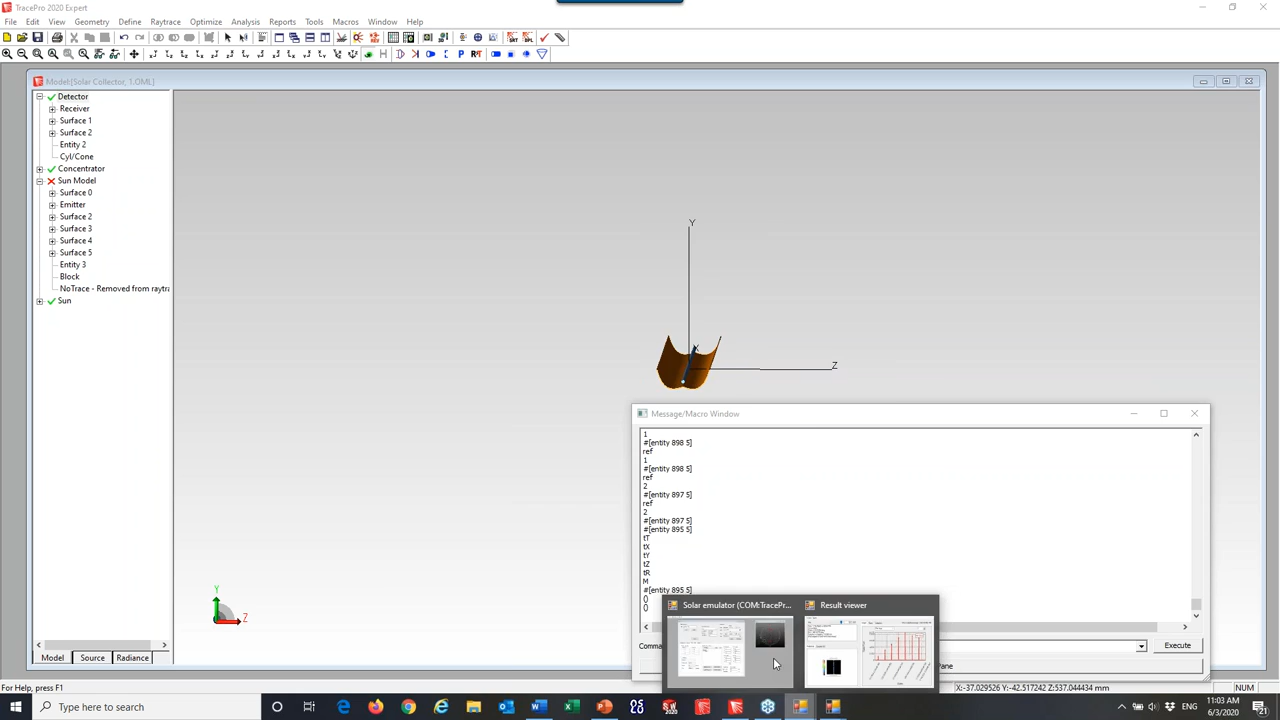 TracePro 2020 Expert
File Edit View Geometry Define Raytrace Optimize Analysis Reports Tools Macros Window Help
Model:[Solar Collector_1.OML]
Detector
Receiver
Surface 1
Surface 2
Entity 2
Cyl/Cone
Concentrator
Sun Model
Surface 0
Emitter
Surface 2
Surface 3
Surface 4
Surface 5
Entity 3
Block
NoTrace - Removed from raytra
Sun
Y
X
Z
Y
Z
Message/Macro Window
1
#[entity 898 5]
ref
1
#[entity 898 5]
ref
2
#[entity 897 5]
ref
2
#[entity 897 5]
#[entity 895 5]
tT
tX
tY
tZ
tR
M
#[entity 895 5]
()
()
Comma
Execute
Pane
Solar emulator (COM:TracePr...
Result viewer
Model Source Radiance
For Help, press F1
X:-37.029526 Y:-42.517242 Z:537.044434 mm
NUM
Type here to search
11:03 AM
6/3/2020